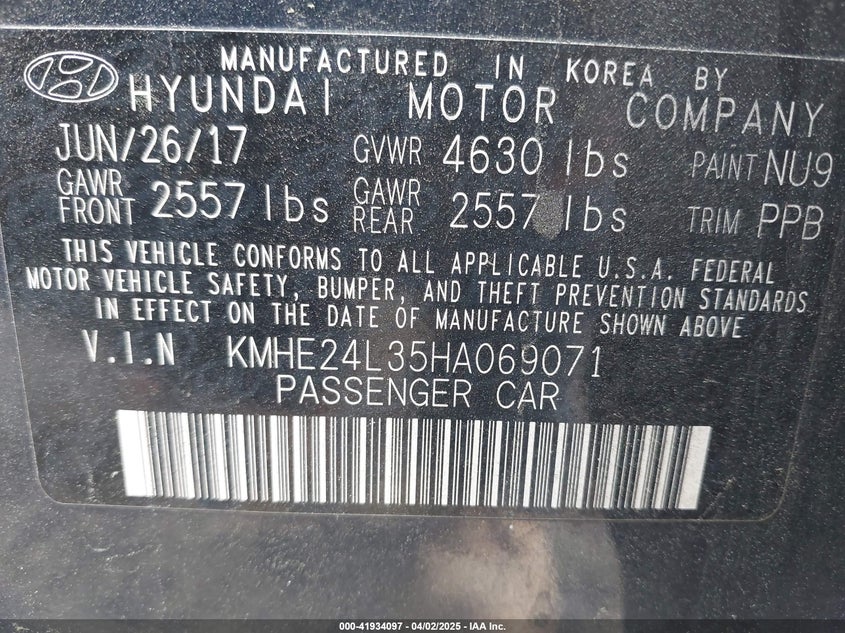 MANUFACTURED IN KOREA BY
HYUNDAI MOTOR COMPANY
JUN/26/17 GVWR 4630 lbs PAINT NU9
GAWR FRONT 2557 lbs GAWR REAR 2557 lbs TRIM PPB
THIS VEHICLE CONFORMS TO ALL APPLICABLE U.S.A. FEDERAL
MOTOR VEHICLE SAFETY, BUMPER, AND THEFT PREVENTION STANDARDS
IN EFFECT ON THE DATE OF MANUFACTURE SHOWN ABOVE
V.I.N KMHE24L35HA069071
PASSENGER CAR
000-41934097 - 04/02/2025 - IAA Inc.